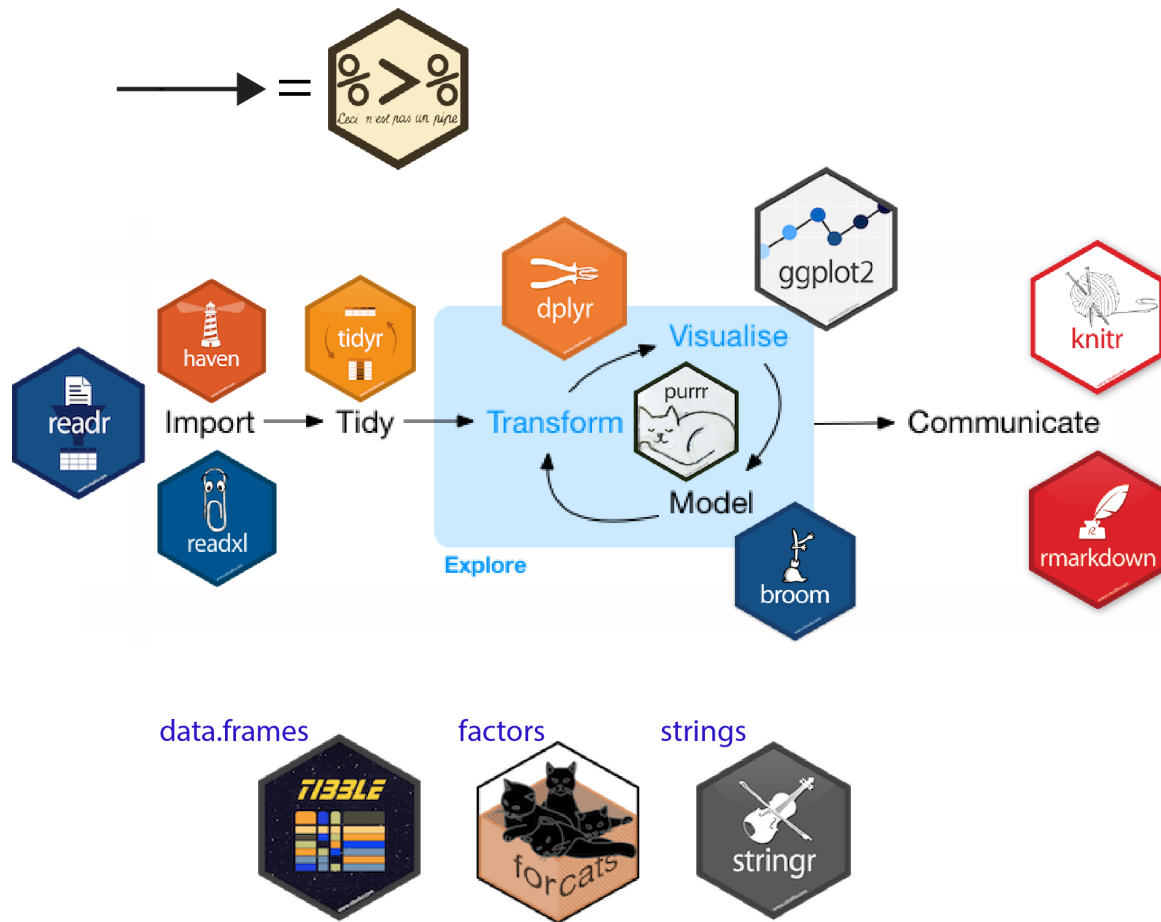 =
%>%
Ceci n'est pas un pipe
ggplot2
dplyr
haven
tidyr
Visualise
knitr
readr
purrr
Import
Tidy
Transform
Communicate
readxl
Model
Explore
broom
rmarkdown
data.frames
factors
strings
TIBBLE
forcats
stringr